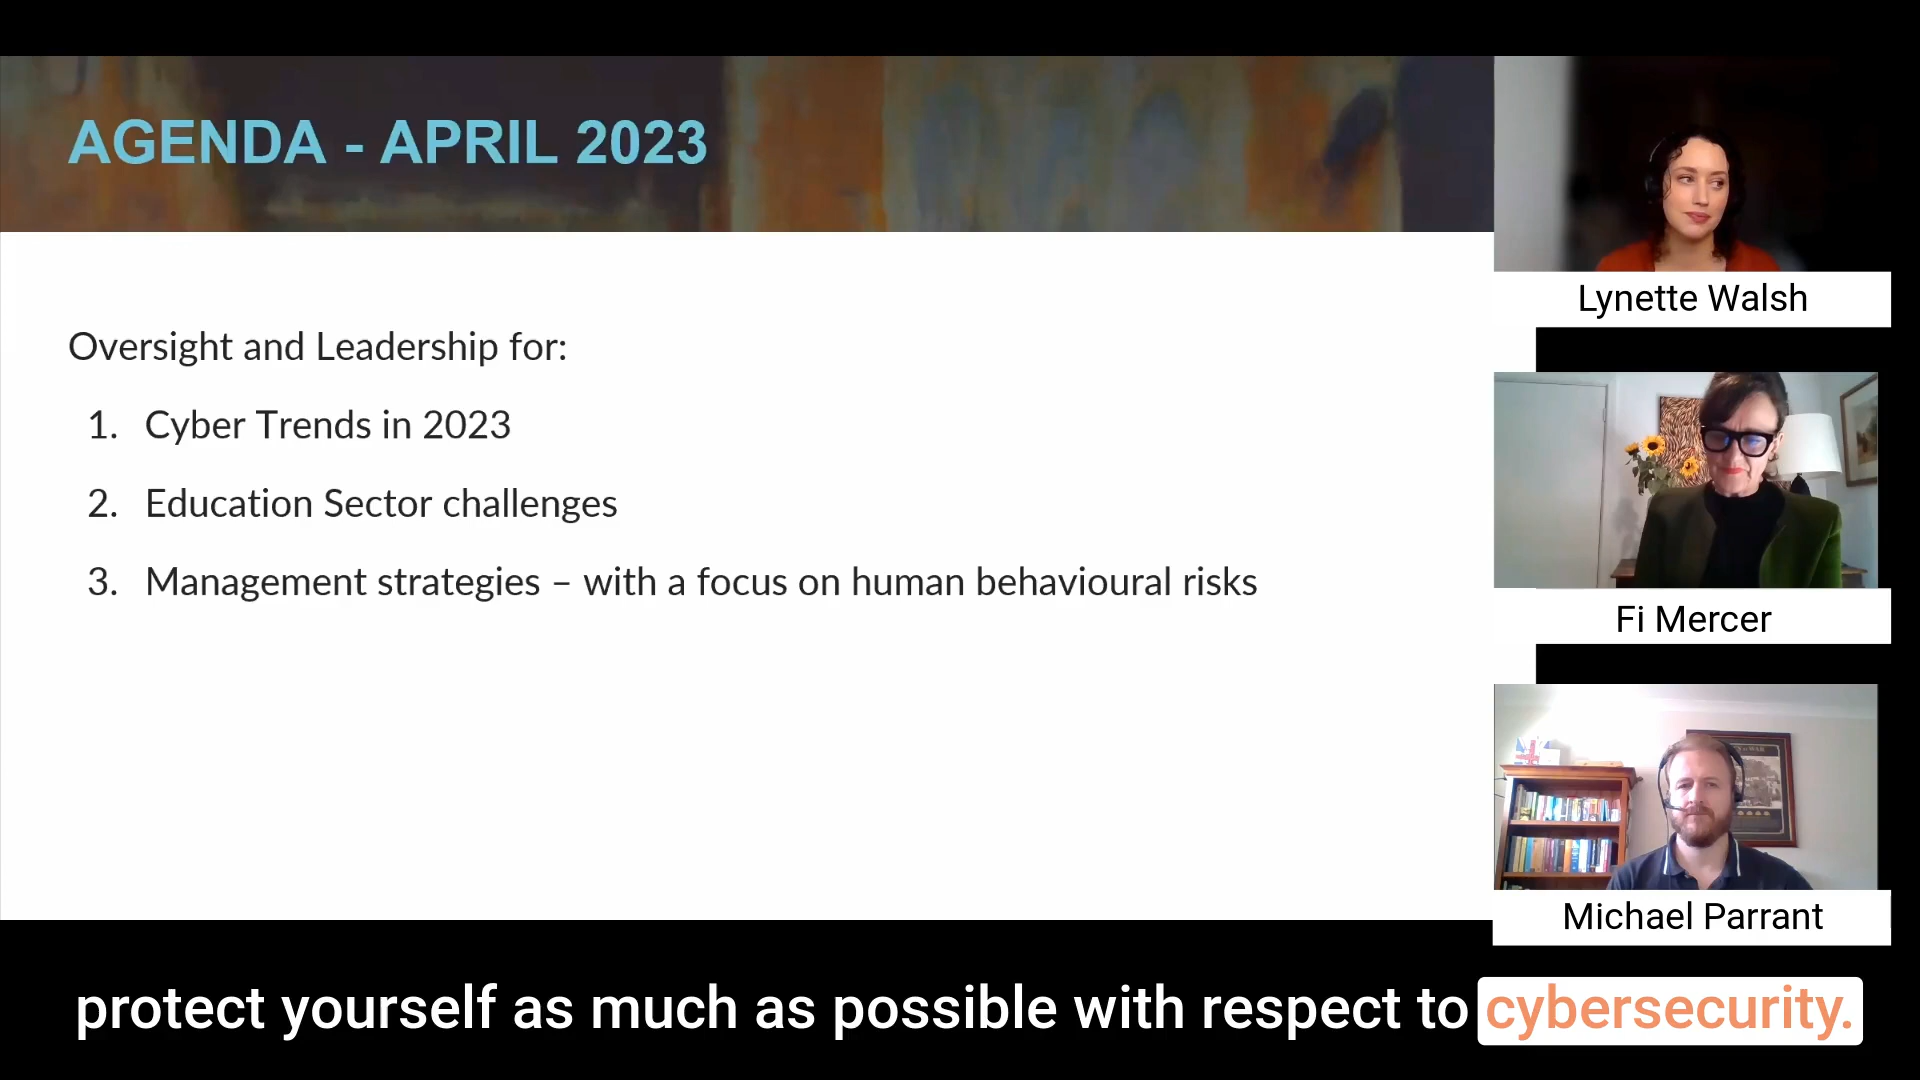 AGENDA - APRIL 2023
Oversight and Leadership for:
1. Cyber Trends in 2023
2. Education Sector challenges
3. Management strategies – with a focus on human behavioural risks
Lynette Walsh
Fi Mercer
Michael Parrant
protect yourself as much as possible with respect to cybersecurity.